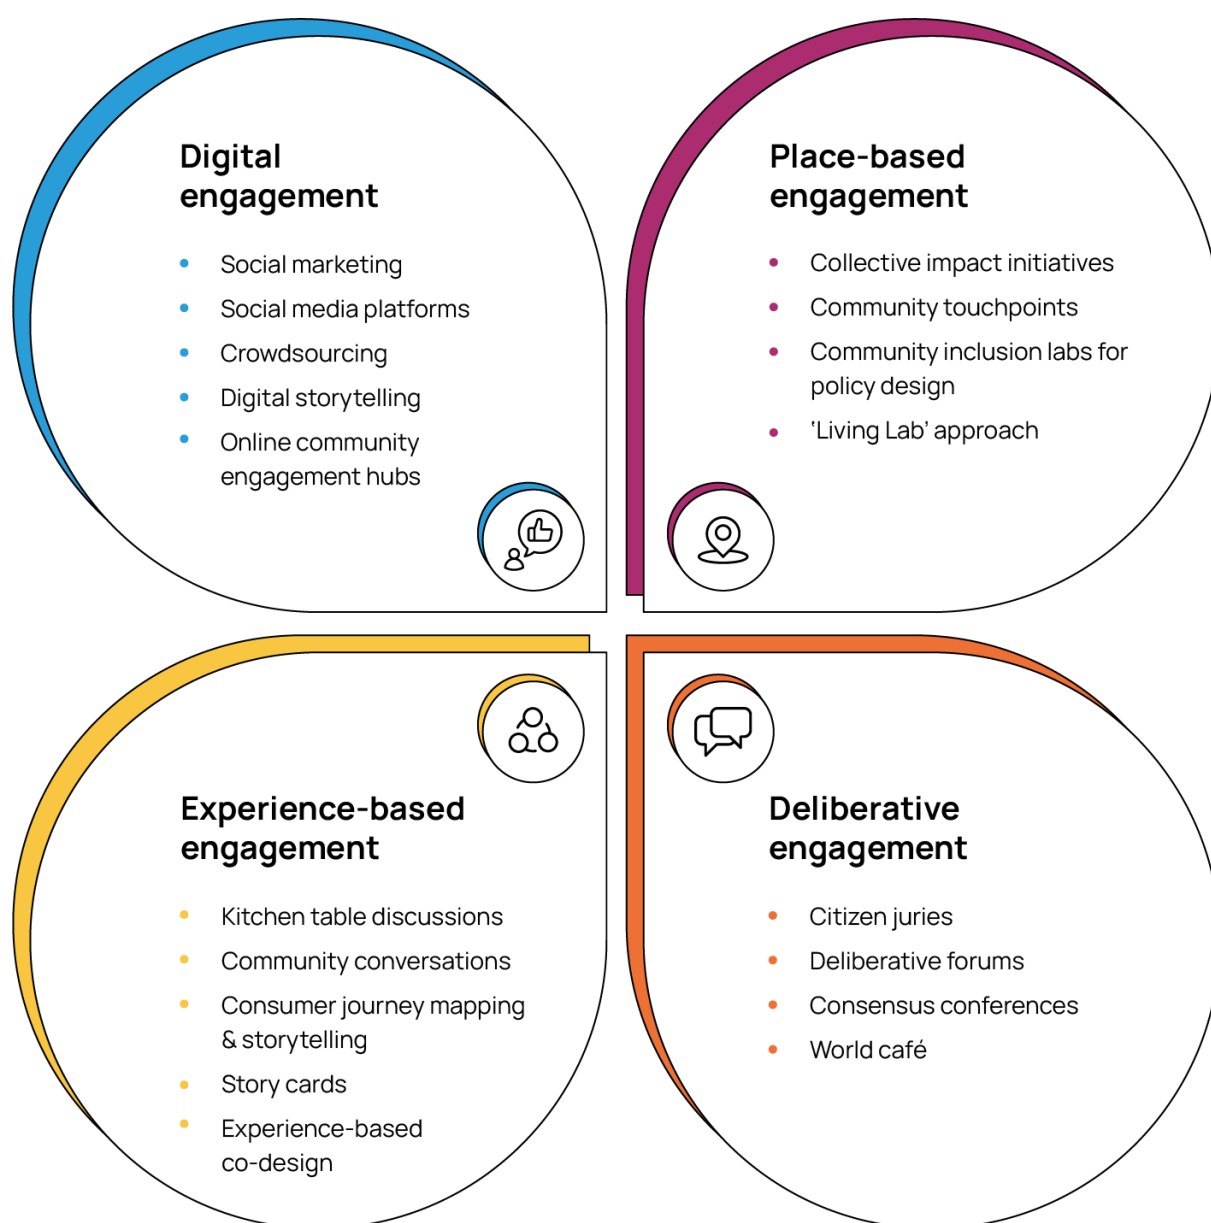 Digital
engagement
Social marketing
Social media platforms
Crowdsourcing
Digital storytelling
Online community
engagement hubs
Place-based
engagement
Collective impact initiatives
Community touchpoints
Community inclusion labs for
policy design
‘Living Lab’ approach
Experience-based
engagement
Kitchen table discussions
Community conversations
Consumer journey mapping
& storytelling
Story cards
Experience-based
co-design
Deliberative
engagement
Citizen juries
Deliberative forums
Consensus conferences
World café